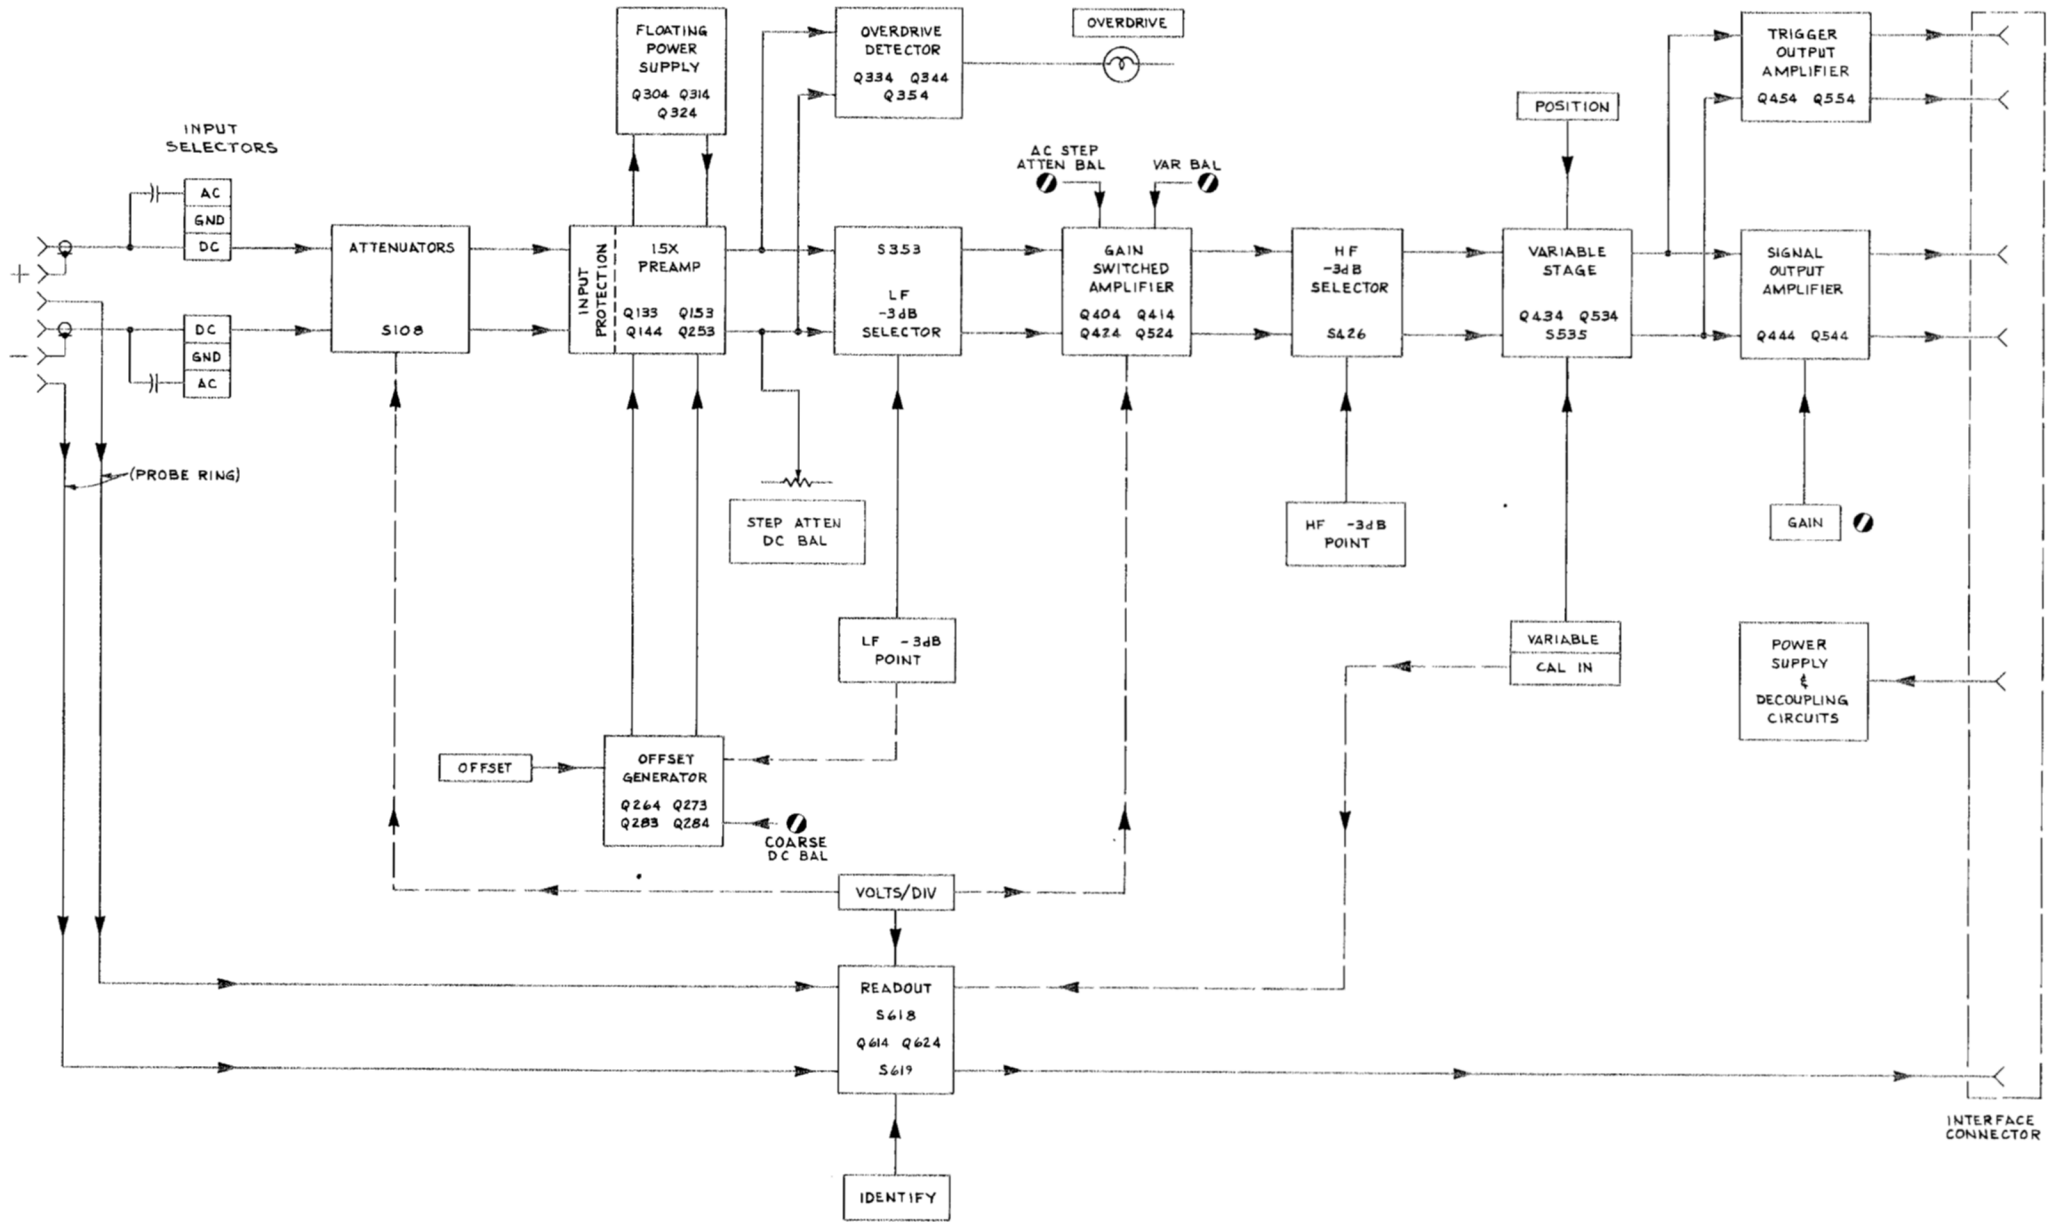 FLOATING
POWER
SUPPLY
Q304 Q314
Q324
OVERDRIVE
DETECTOR
Q334 Q344
Q354
OVERDRIVE
TRIGGER
OUTPUT
AMPLIFIER
Q454 Q554
POSITION
INPUT
SELECTORS
AC
GND
DC
+
DC
GND
AC
−
ATTENUATORS
S108
INPUT
PROTECTION
15X
PREAMP
Q133 Q153
Q144 Q253
S353
LF
-3dB
SELECTOR
AC STEP
ATTEN BAL
VAR BAL
GAIN
SWITCHED
AMPLIFIER
Q404 Q414
Q424 Q524
HF
-3dB
SELECTOR
S426
VARIABLE
STAGE
Q434 Q534
S535
SIGNAL
OUTPUT
AMPLIFIER
Q444 Q544
(PROBE RING)
STEP ATTEN
DC BAL
HF -3dB
POINT
GAIN
LF -3dB
POINT
VARIABLE
CAL IN
POWER
SUPPLY
&
DECOUPLING
CIRCUITS
OFFSET
OFFSET
GENERATOR
Q264 Q273
Q283 Q284
COARSE
DC BAL
VOLTS/DIV
READOUT
S618
Q614 Q624
S619
IDENTIFY
INTERFACE
CONNECTOR